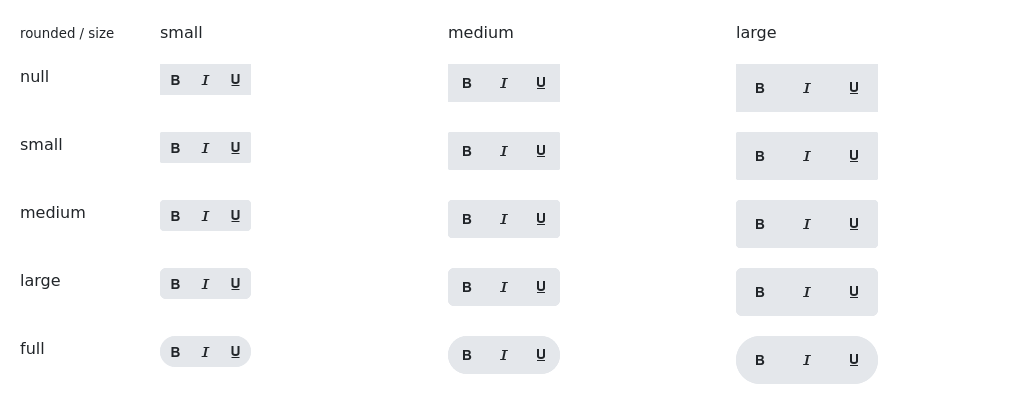 rounded / size small medium large
null B I U B I U B I U
small B I U B I U B I U
medium B I U B I U B I U
large B I U B I U B I U
full B I U B I U B I U